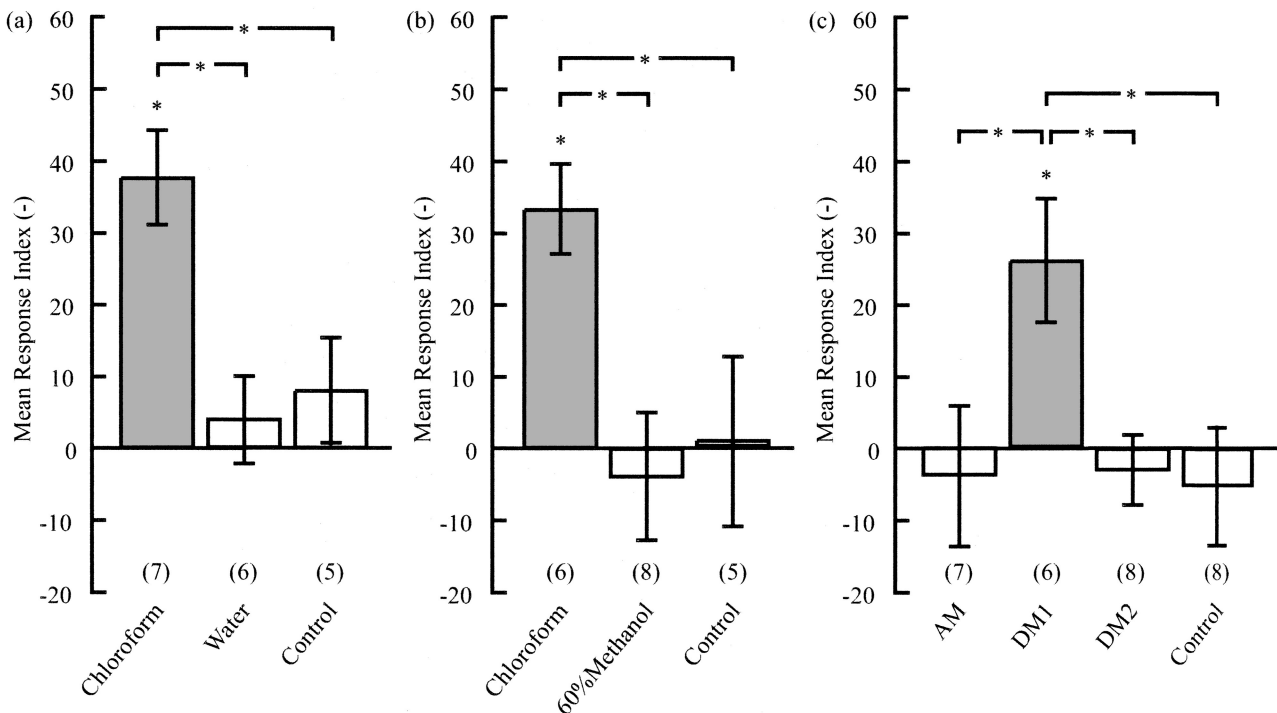 (a)
Mean Response Index (-)
60
50
40
30
20
10
0
-10
-20
*
*
*
(7)
(6)
(5)
Chloroform
Water
Control
(b)
Mean Response Index (-)
60
50
40
30
20
10
0
-10
-20
*
*
*
(6)
(8)
(5)
Chloroform
60%Methanol
Control
(c)
Mean Response Index (-)
60
50
40
30
20
10
0
-10
-20
*
*
*
*
(7)
(6)
(8)
(8)
AM
DM1
DM2
Control